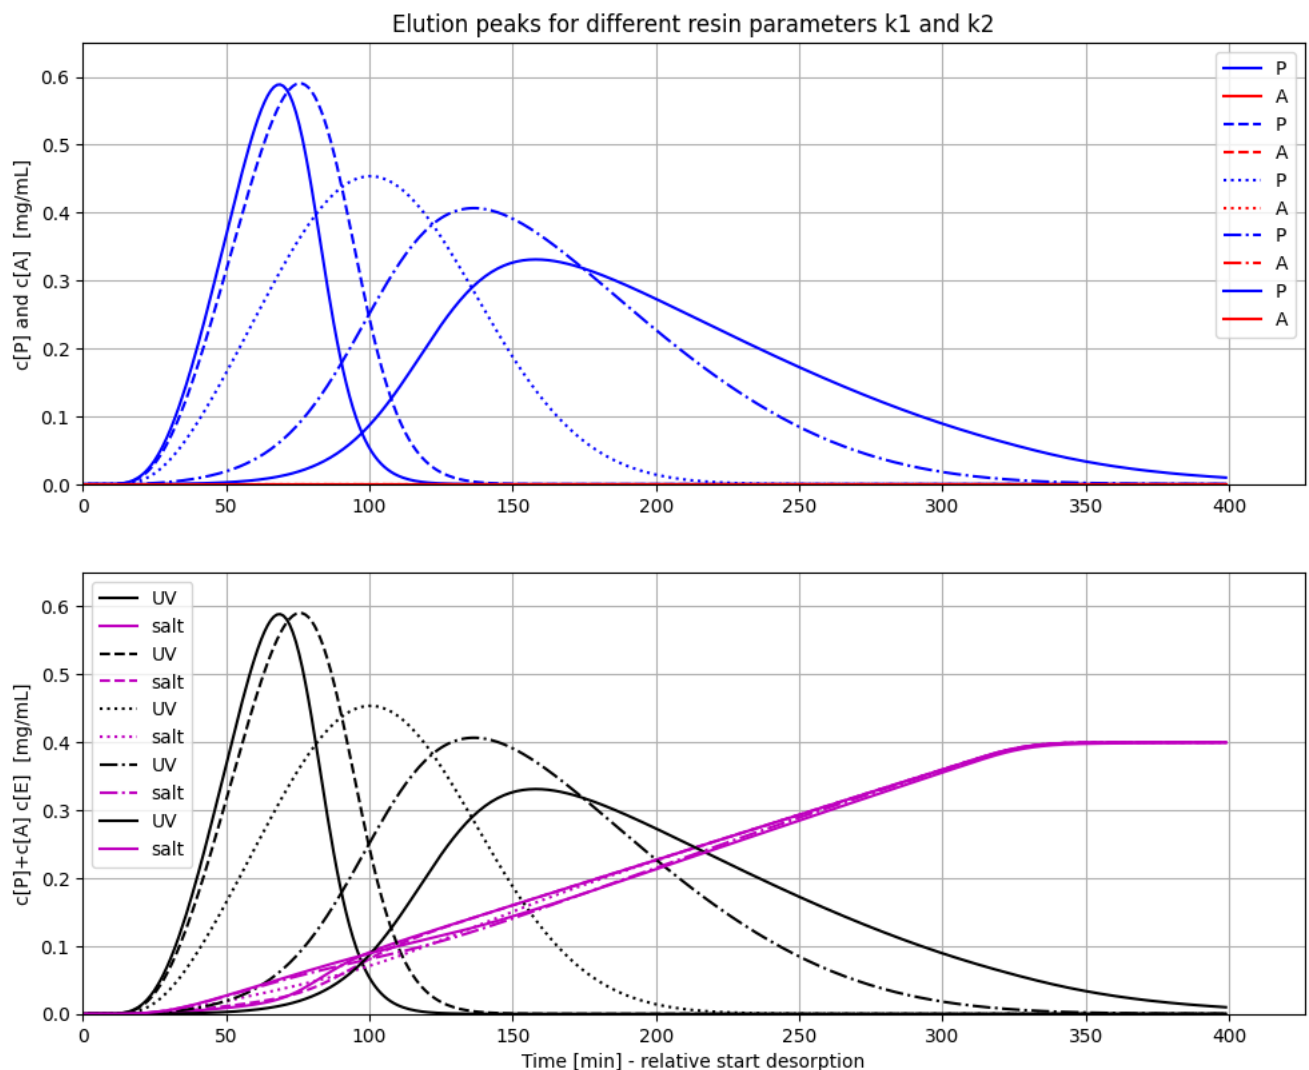 Elution peaks for different resin parameters k1 and k2
c[P] and c[A] [mg/mL]
0.6
0.5
0.4
0.3
0.2
0.1
0.0
0
50
100
150
200
250
300
350
400
P
A
P
A
P
A
P
A
P
A
c[P]+c[A] c[E] [mg/mL]
0.6
0.5
0.4
0.3
0.2
0.1
0.0
UV
salt
UV
salt
UV
salt
UV
salt
UV
salt
0
50
100
150
200
250
300
350
400
Time [min] - relative start desorption